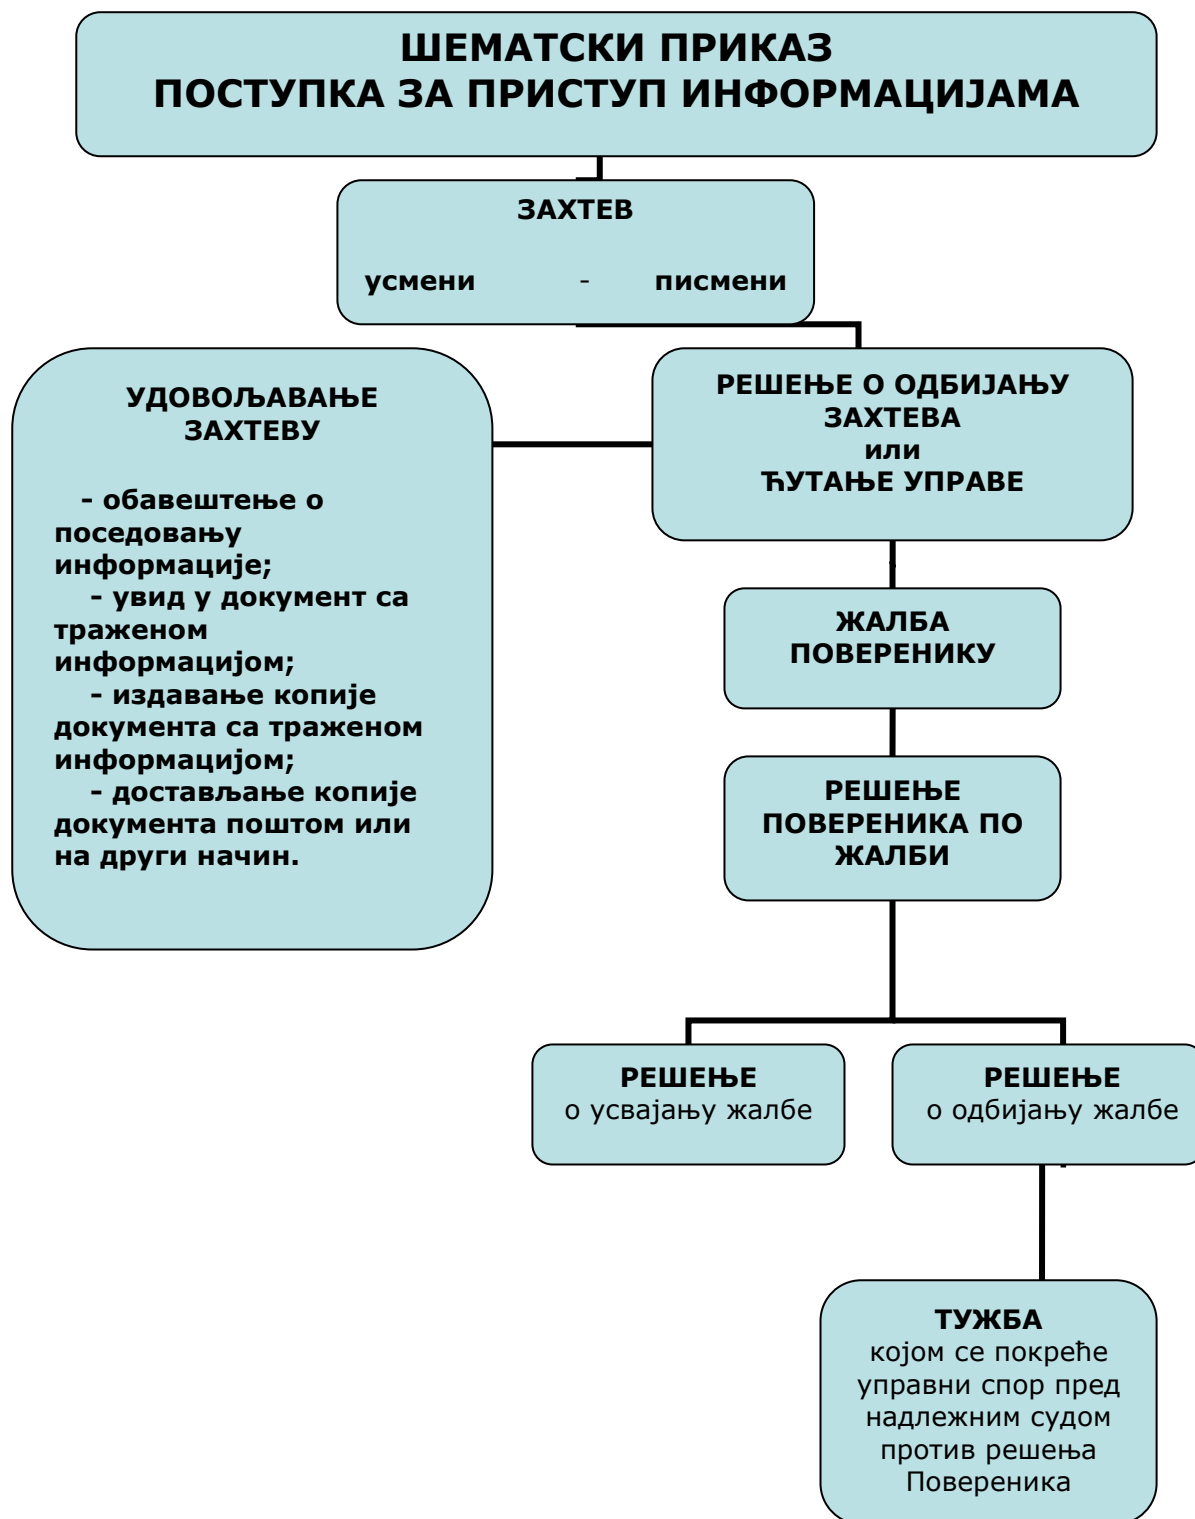 ШЕМАТСКИ ПРИКАЗ
ПОСТУПКА ЗА ПРИСТУП ИНФОРМАЦИЈАМА
ЗАХТЕВ
усмени - писмени
УДОВОЉАВАЊЕ
ЗАХТЕВУ
- обавештење о
поседовању
информације;
- увид у документ са
траженом
информацијом;
- издавање копије
документа са траженом
информацијом;
- достављање копије
документа поштом или
на други начин.
РЕШЕЊЕ О ОДБИЈАЊУ
ЗАХТЕВА
или
ЋУТАЊЕ УПРАВЕ
ЖАЛБА
ПОВЕРЕНИКУ
РЕШЕЊЕ
ПОВЕРЕНИКА ПО
ЖАЛБИ
РЕШЕЊЕ
о усвајању жалбе
РЕШЕЊЕ
о одбијању жалбе
ТУЖБА
којом се покреће
управни спор пред
надлежним судом
против решења
Повереника